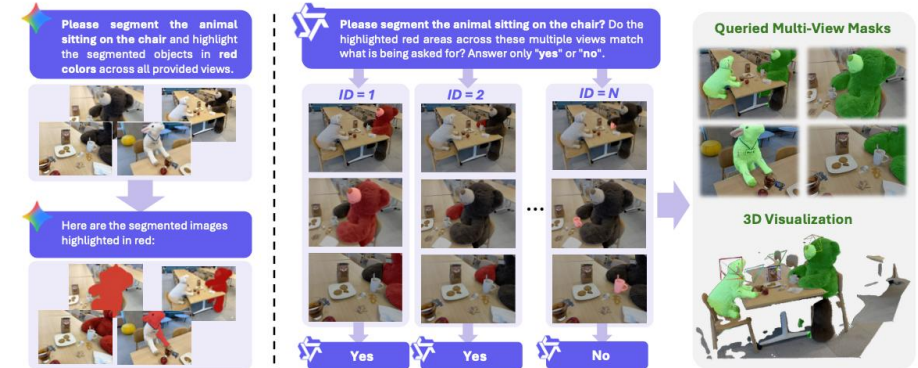 Please segment the animal
sitting on the chair and highlight
the segmented objects in red
colors across all provided views.
Here are the segmented images
highlighted in red:
Please segment the animal sitting on the chair? Do the
highlighted red areas across these multiple views match
what is being asked for? Answer only "yes" or "no".
ID = 1
ID = 2
ID = N
...
Yes
Yes
No
Queried Multi-View Masks
3D Visualization